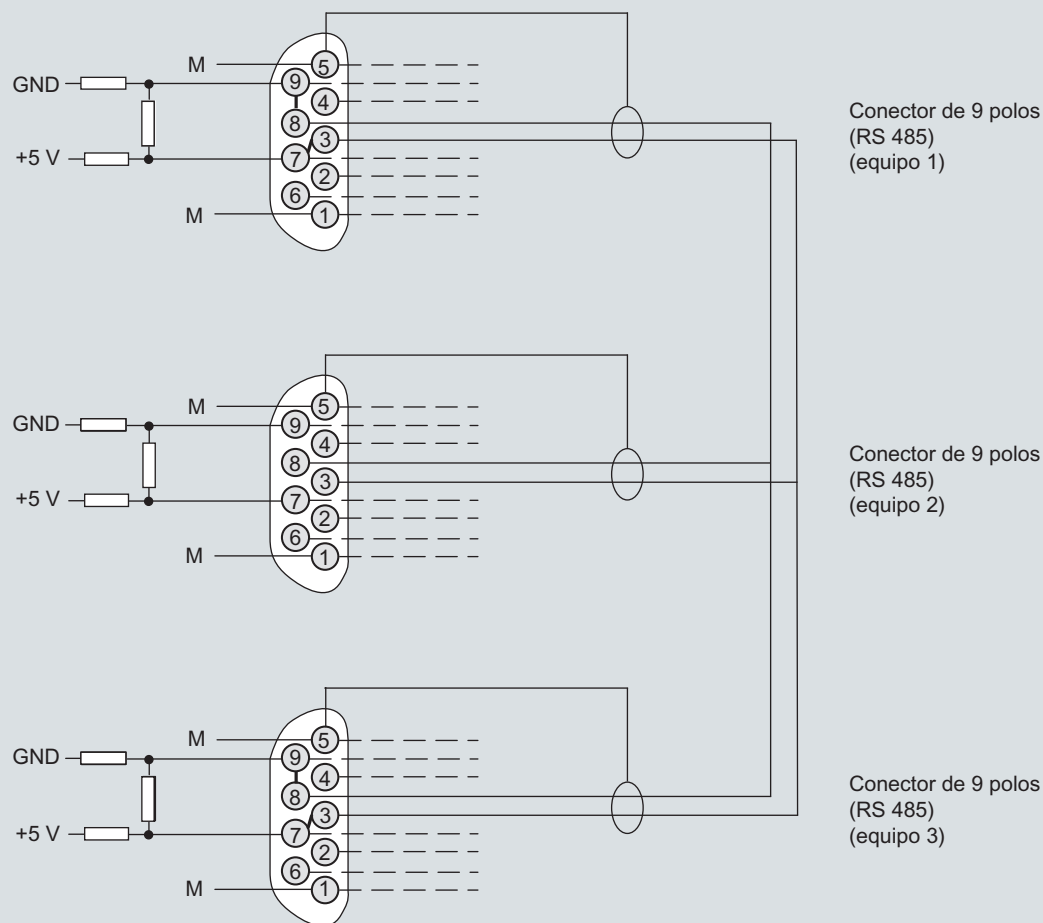 M
GND
+5 V
M
5
9
4
8
3
7
2
6
1
Conector de 9 polos
(RS 485)
(equipo 1)
M
GND
+5 V
M
5
9
4
8
3
7
2
6
1
Conector de 9 polos
(RS 485)
(equipo 2)
M
GND
+5 V
M
5
9
4
8
3
7
2
6
1
Conector de 9 polos
(RS 485)
(equipo 3)